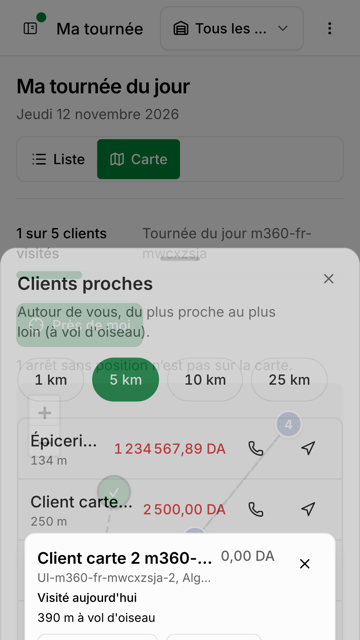 Ma tournée
Tous les ...
Ma tournée du jour
Jeudi 12 novembre 2026
Liste
Carte
1 sur 5 clients visités
Tournée du jour m360-fr-mwcxzsja
Clients proches
Autour de vous, du plus proche au plus
loin (à vol d'oiseau).
Près de moi
1 arrêt sans position n'est pas sur la carte.
1 km
5 km
10 km
25 km
+
4
Épiceri... 1 234 567,89 DA
134 m
Client carte... 2 500,00 DA
250 m
Client carte 2 m360-... 0,00 DA
UI-m360-fr-mwcxzsja-2, Alg...
Visité aujourd'hui
390 m à vol d'oiseau